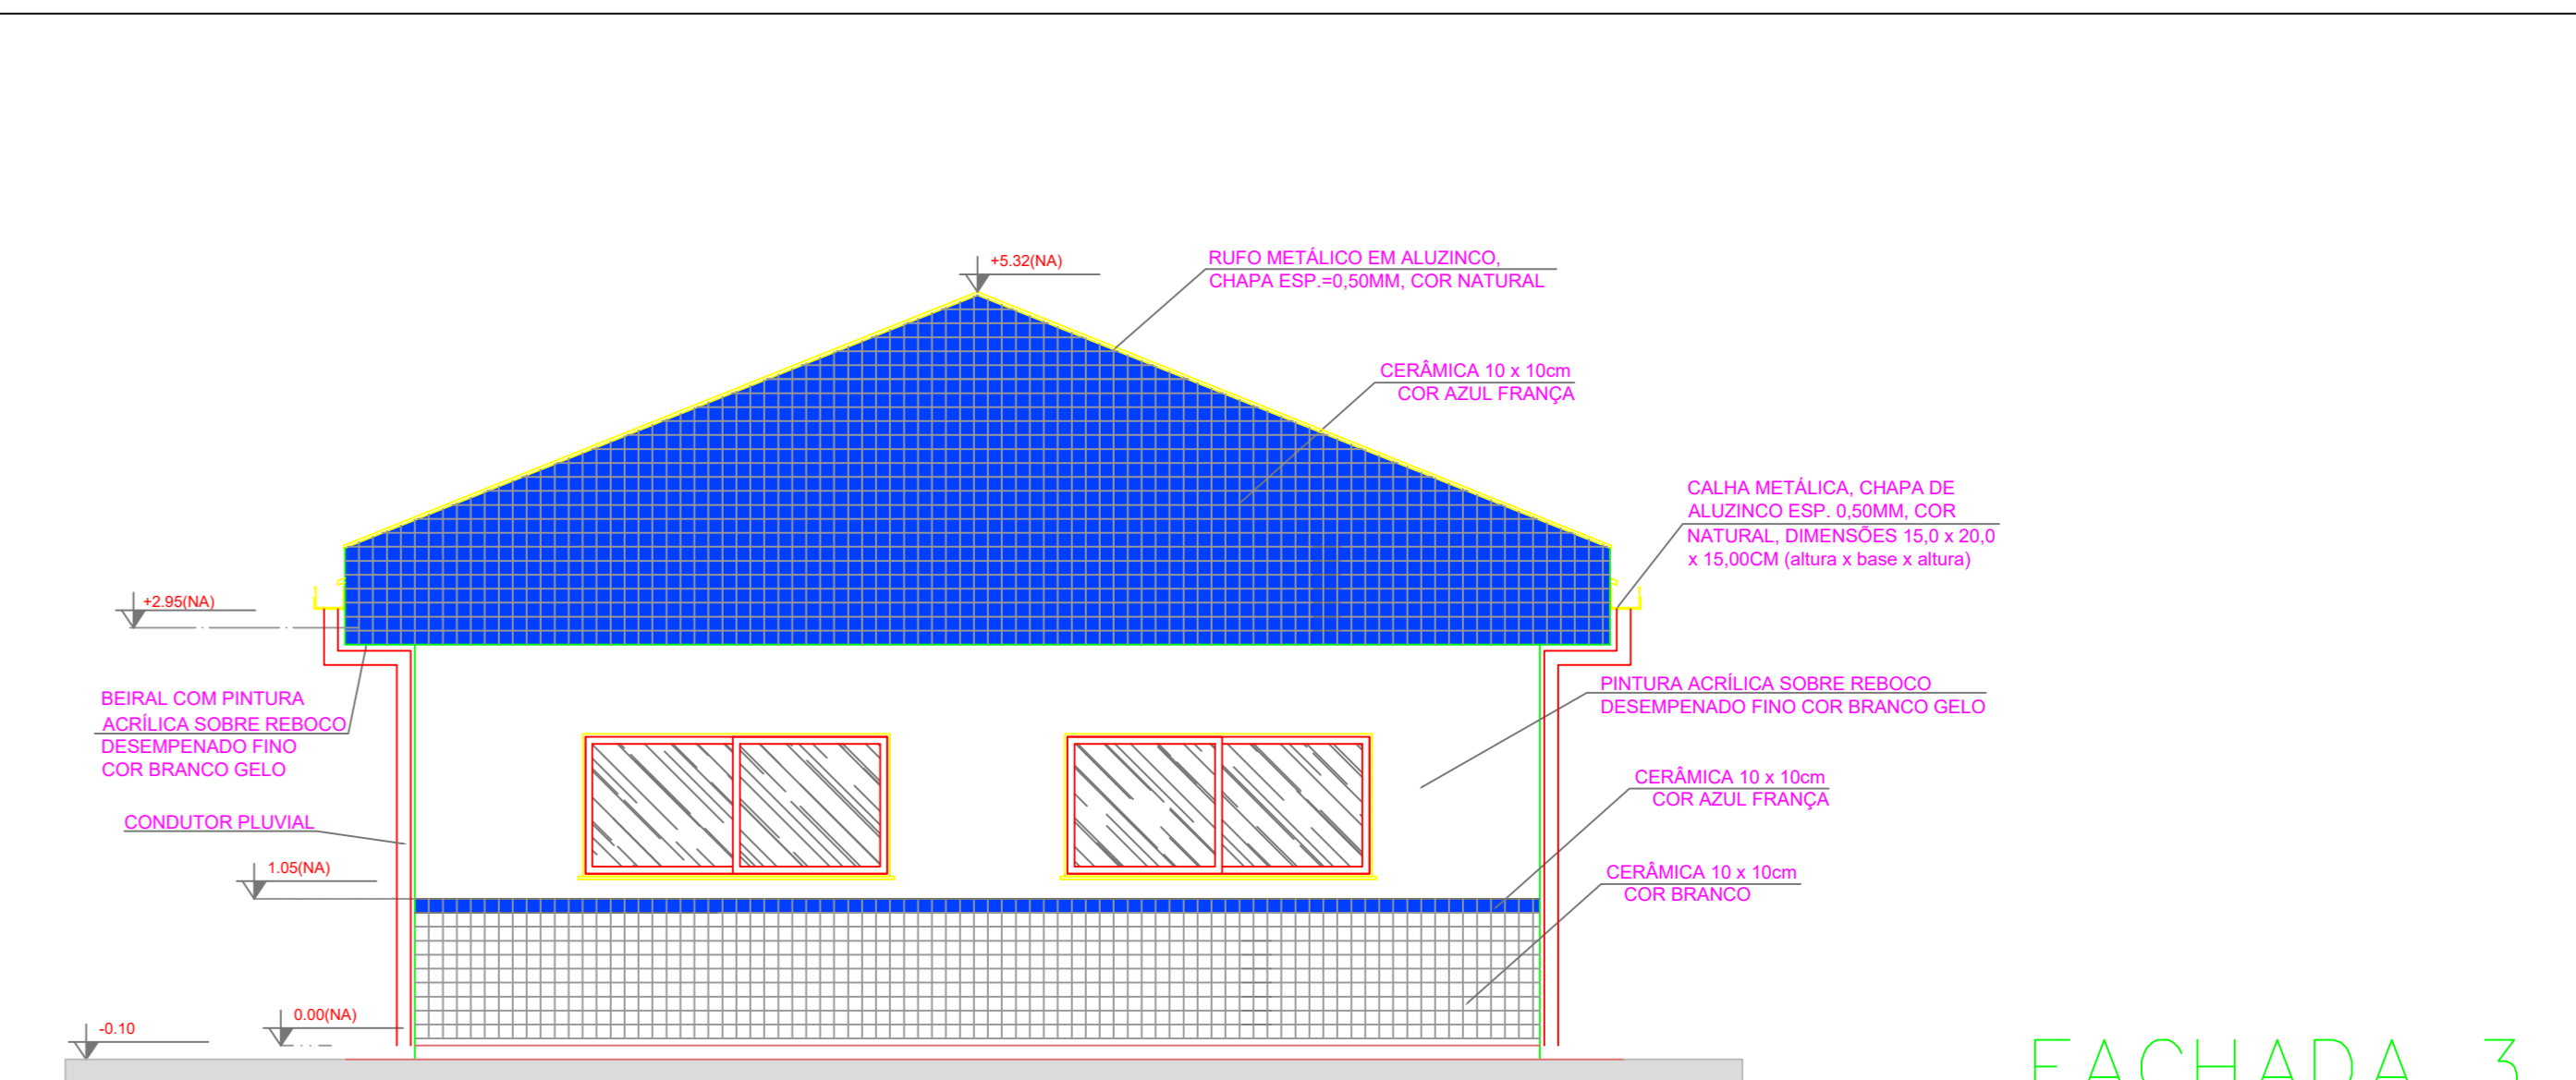 +5.32(NA)
RUFO METÁLICO EM ALUZINCO,
CHAPA ESP.=0,50MM, COR NATURAL
CERÂMICA 10 x 10cm
COR AZUL FRANÇA
CALHA METÁLICA, CHAPA DE
ALUZINCO ESP. 0,50MM, COR
NATURAL, DIMENSÕES 15,0 x 20,0
x 15,00CM (altura x base x altura)
+2.95(NA)
BEIRAL COM PINTURA
ACRÍLICA SOBRE REBOCO
DESEMPENADO FINO
COR BRANCO GELO
PINTURA ACRÍLICA SOBRE REBOCO
DESEMPENADO FINO COR BRANCO GELO
CERÂMICA 10 x 10cm
COR AZUL FRANÇA
CONDUTOR PLUVIAL
1.05(NA)
CERÂMICA 10 x 10cm
COR BRANCO
0.00(NA)
-0.10
FACHADA 3